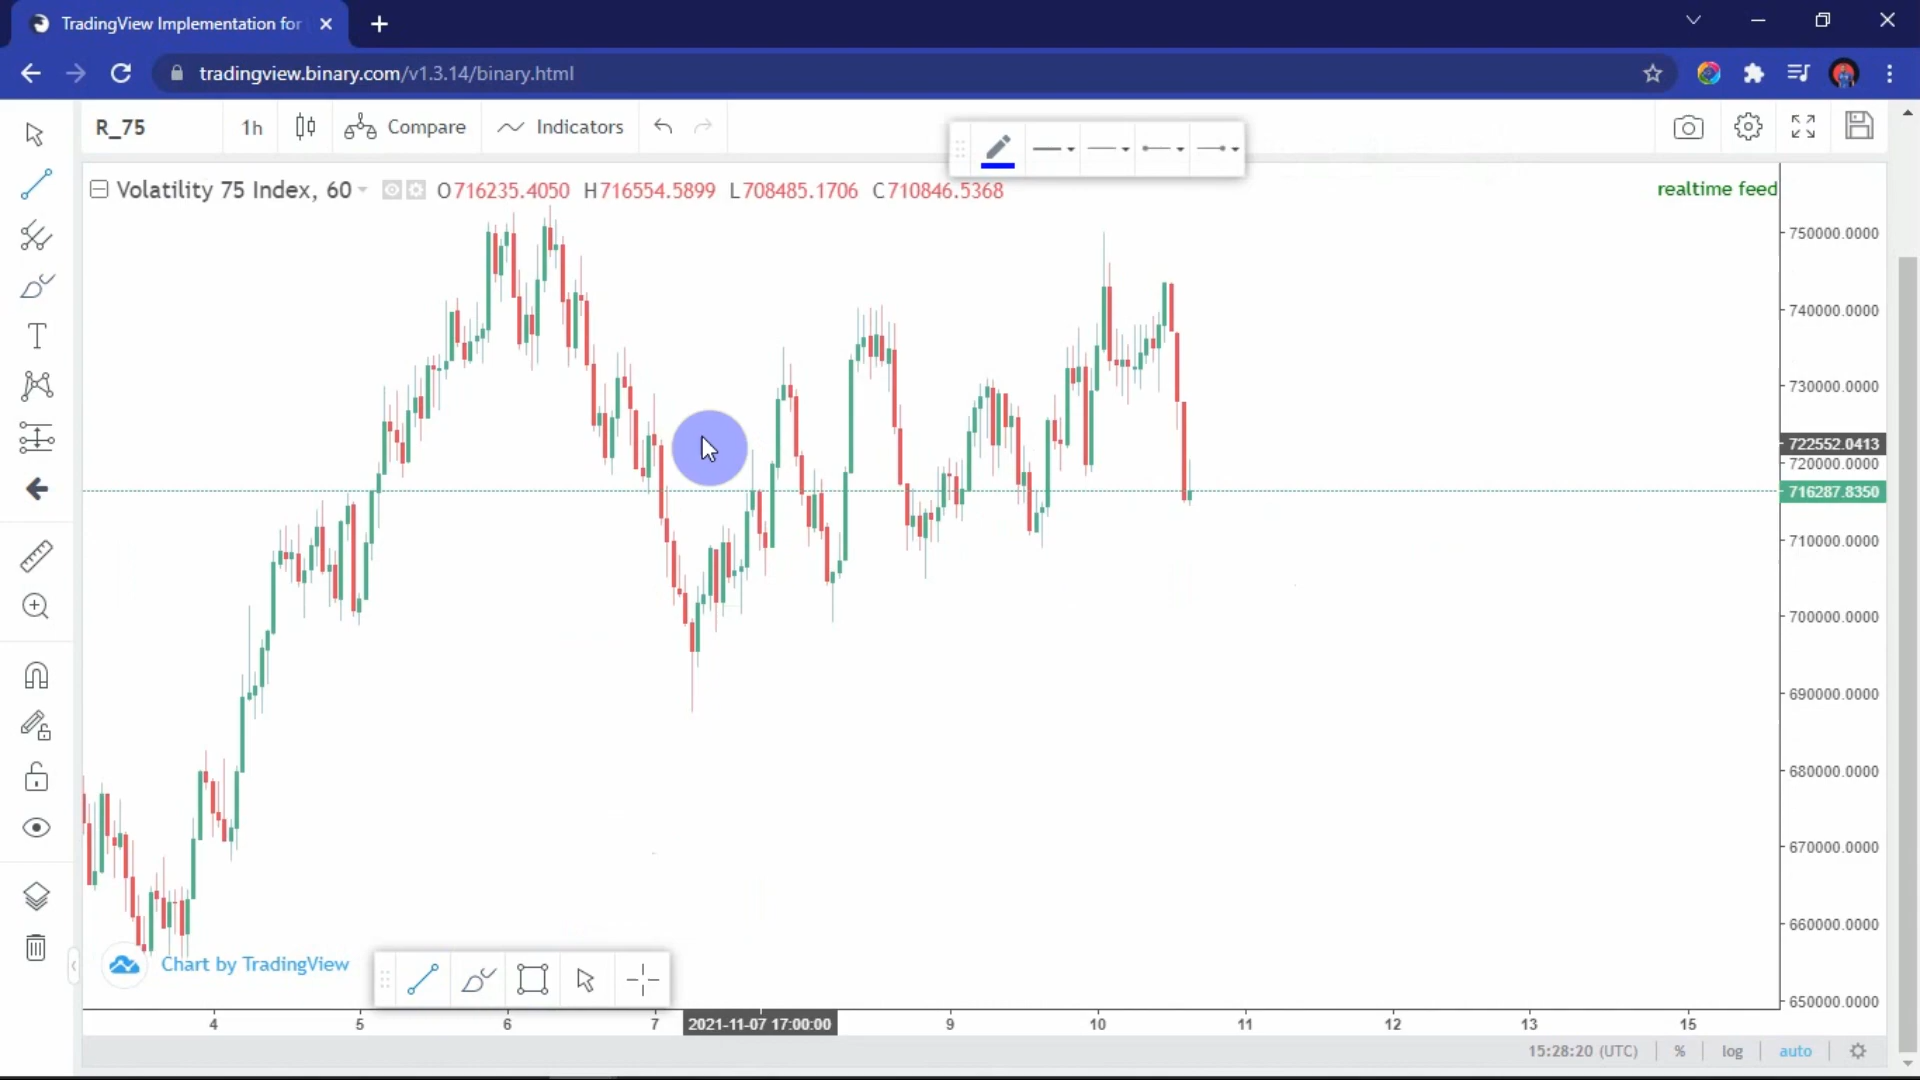 TradingView Implementation for
tradingview.binary.com/v1.3.14/binary.html
R_75
1h
Compare
Indicators
Volatility 75 Index, 60
O716235.4050 H716554.5899 L708485.1706 C710846.5368
realtime feed
750000.0000
740000.0000
730000.0000
722552.0413
720000.0000
716287.8350
710000.0000
700000.0000
690000.0000
680000.0000
670000.0000
660000.0000
650000.0000
Chart by TradingView
4 5 6 7 2021-11-07 17:00:00 9 10 11 12 13 15
15:28:20 (UTC) % log auto